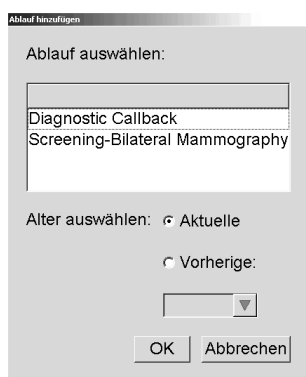 Ablauf hinzufügen
Ablauf auswählen:
Diagnostic Callback
Screening-Bilateral Mammography
Alter auswählen: Aktuelle
Vorherige:
OK Abbrechen